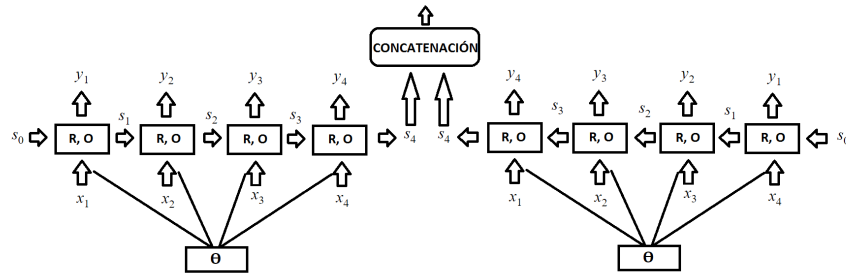 CONCATENACIÓN
y₁ y₂ y₃ y₄ y₄ y₃ y₂ y₁
s₁ s₂ s₃ s₃ s₂ s₁
s₀ R, O R, O R, O R, O s₄ s₄ R, O R, O R, O R, O s₀
x₁ x₂ x₃ x₄ x₁ x₂ x₃ x₄
Θ Θ